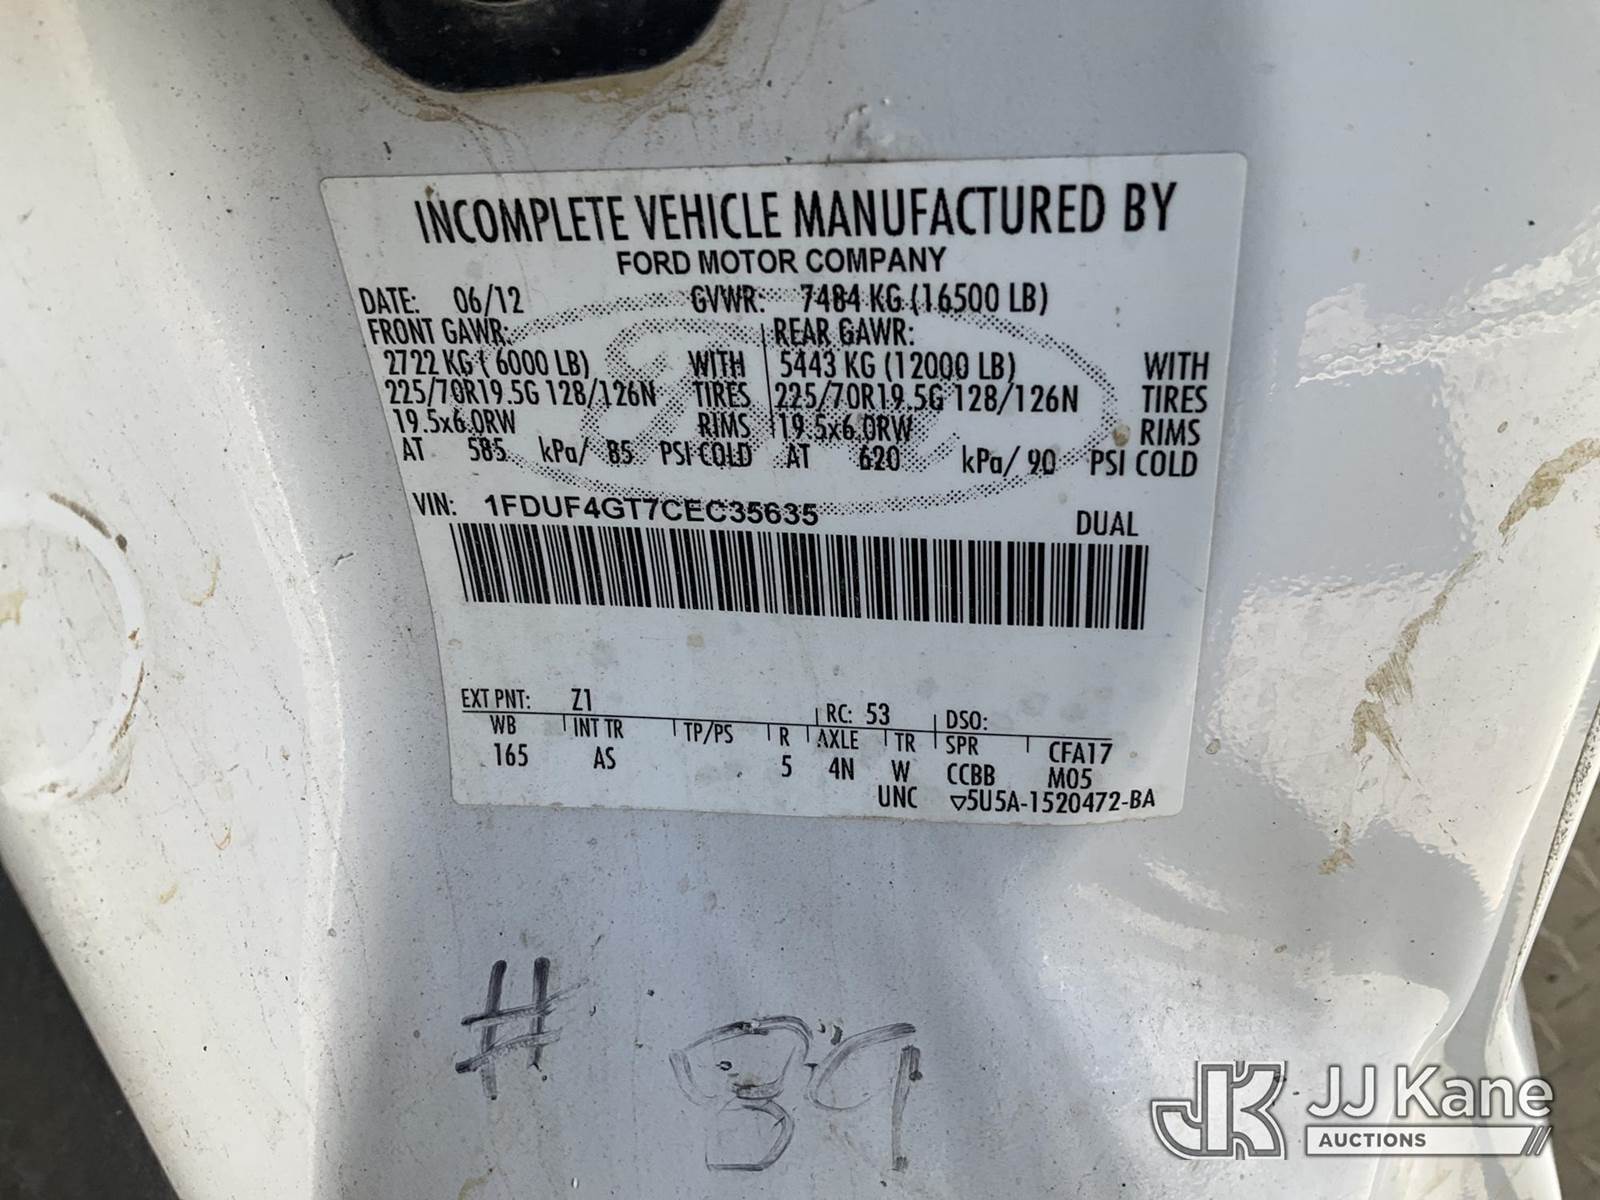 INCOMPLETE VEHICLE MANUFACTURED BY
FORD MOTOR COMPANY
DATE: 06/12 GVWR: 7484 KG (16500 LB)
FRONT GAWR: REAR GAWR:
2722 KG ( 6000 LB) WITH 5443 KG (12000 LB) WITH
225/70R19.5G 128/126N TIRES 225/70R19.5G 128/126N TIRES
19.5x6.0RW RIMS 19.5x6.0RW RIMS
AT 585 kPa/ 85 PSI COLD AT 620 kPa/ 90 PSI COLD
VIN: 1FDUF4GT7CEC35635 DUAL
EXT PNT: Z1 RC: 53 DSO:
WB INT TR TP/PS R AXLE TR SPR CFA17
165 AS 5 4N W CCBB M05
UNC ▽5U5A-1520472-BA
# 39
JK JJ Kane
AUCTIONS